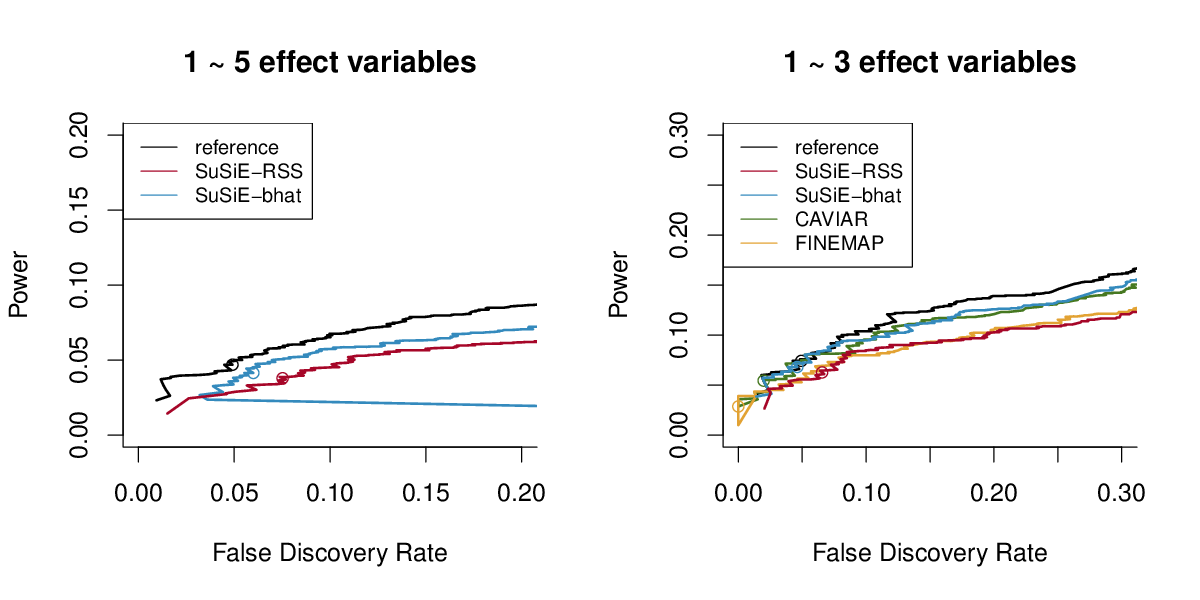 1 ~ 5 effect variables
Power
0.20
0.15
0.10
0.05
0.00
reference
SuSiE−RSS
SuSiE−bhat
0.00 0.05 0.10 0.15 0.20
False Discovery Rate
1 ~ 3 effect variables
Power
0.30
0.20
0.10
0.00
reference
SuSiE−RSS
SuSiE−bhat
CAVIAR
FINEMAP
0.00 0.10 0.20 0.30
False Discovery Rate